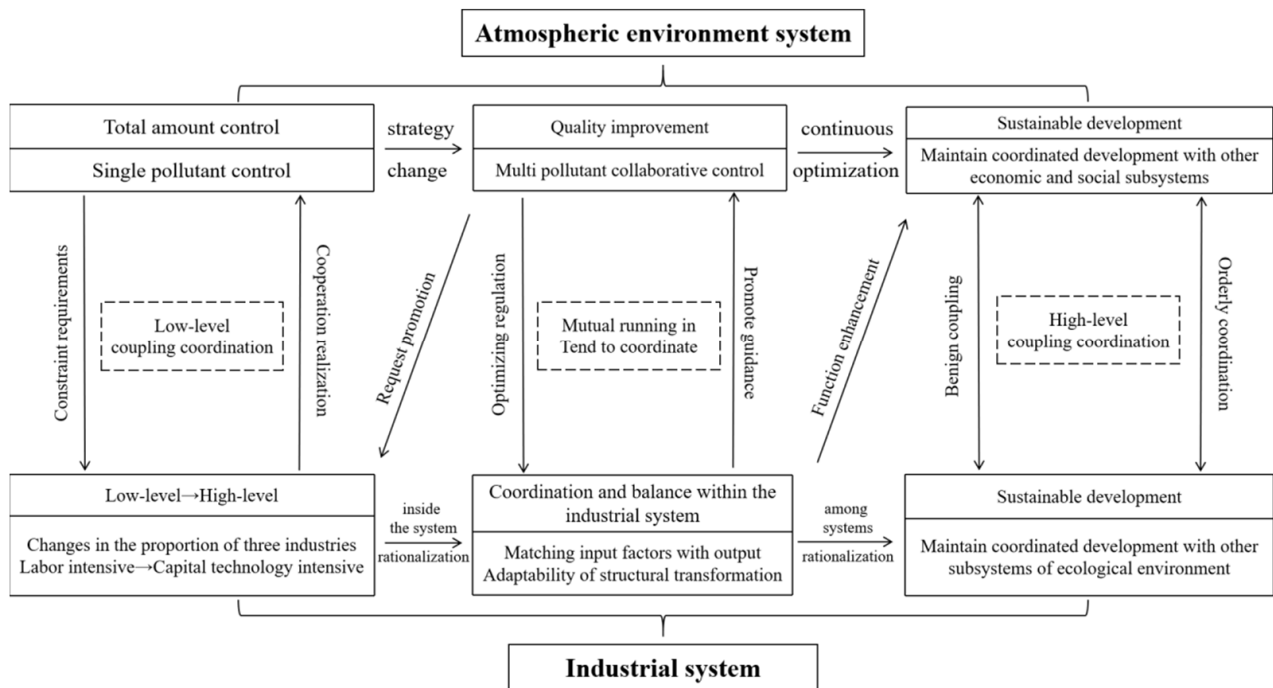 Atmospheric environment system
Total amount control
Single pollutant control
strategy
change
Quality improvement
Multi pollutant collaborative control
continuous
optimization
Sustainable development
Maintain coordinated development with other
economic and social subsystems
Constraint requirements
Low-level
coupling coordination
Cooperation realization
Request promotion
Optimizing regulation
Mutual running in
Tend to coordinate
Promote guidance
Function enhancement
Benign coupling
High-level
coupling coordination
Orderly coordination
Low-level→High-level
Changes in the proportion of three industries
Labor intensive→Capital technology intensive
inside
the system
rationalization
Coordination and balance within the
industrial system
Matching input factors with output
Adaptability of structural transformation
among
systems
rationalization
Sustainable development
Maintain coordinated development with other
subsystems of ecological environment
Industrial system